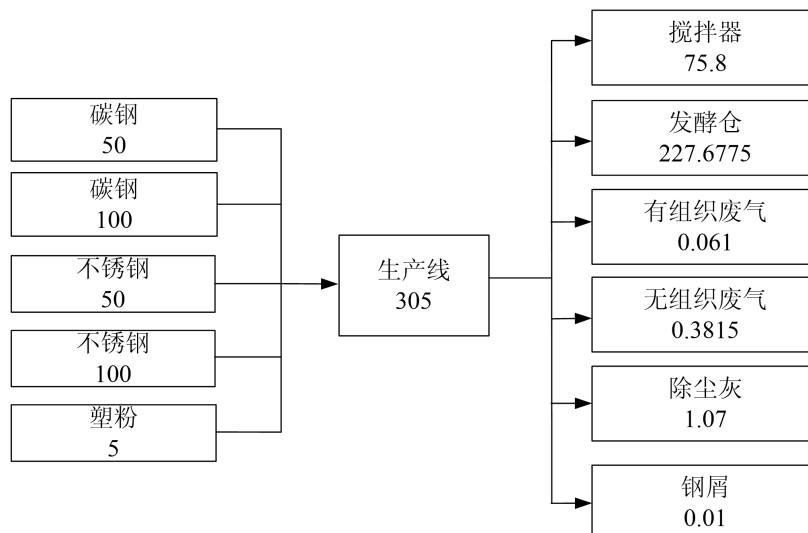 碳钢
50
碳钢
100
不锈钢
50
不锈钢
100
塑粉
5
生产线
305
搅拌器
75.8
发酵仓
227.6775
有组织废气
0.061
无组织废气
0.3815
除尘灰
1.07
钢屑
0.01